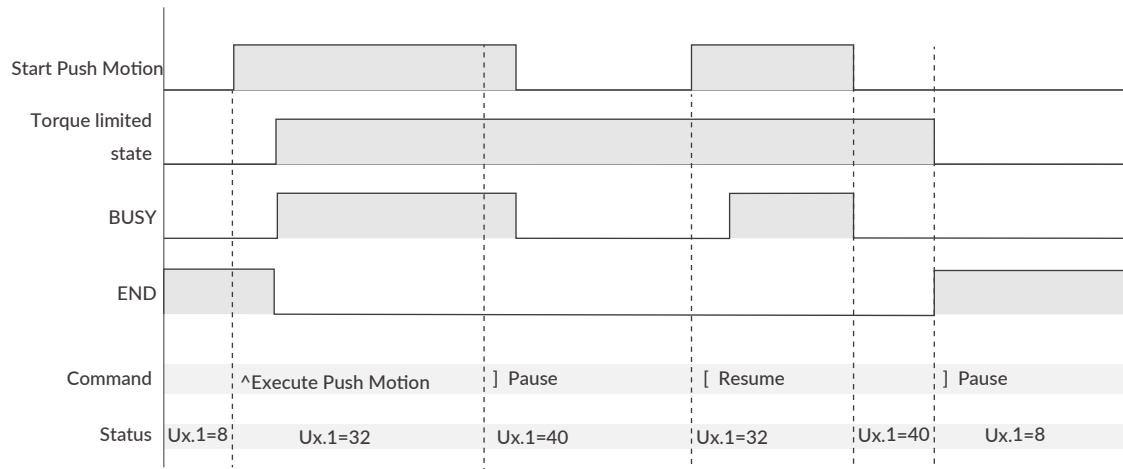 Start Push Motion
Torque limited
state
BUSY
END
Command ^Execute Push Motion ] Pause [ Resume ] Pause
Status Ux.1=8 Ux.1=32 Ux.1=40 Ux.1=32 Ux.1=40 Ux.1=8